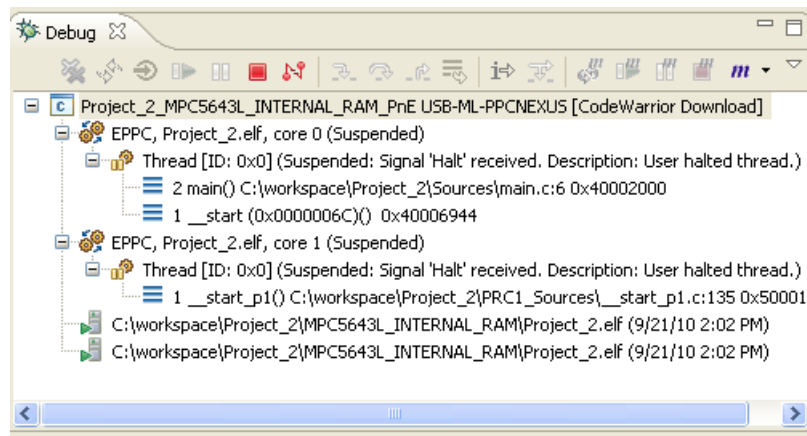 Debug
m
Project_2_MPC5643L_INTERNAL_RAM_PnE USB-ML-PPCNEXUS [CodeWarrior Download]
EPPC, Project_2.elf, core 0 (Suspended)
Thread [ID: 0x0] (Suspended: Signal 'Halt' received. Description: User halted thread.)
2 main() C:\workspace\Project_2\Sources\main.c:6 0x40002000
1 __start (0x0000006C)() 0x40006944
EPPC, Project_2.elf, core 1 (Suspended)
Thread [ID: 0x0] (Suspended: Signal 'Halt' received. Description: User halted thread.)
1 __start_p1() C:\workspace\Project_2\PRC1_Sources\__start_p1.c:135 0x50001
C:\workspace\Project_2\MPC5643L_INTERNAL_RAM\Project_2.elf (9/21/10 2:02 PM)
C:\workspace\Project_2\MPC5643L_INTERNAL_RAM\Project_2.elf (9/21/10 2:02 PM)